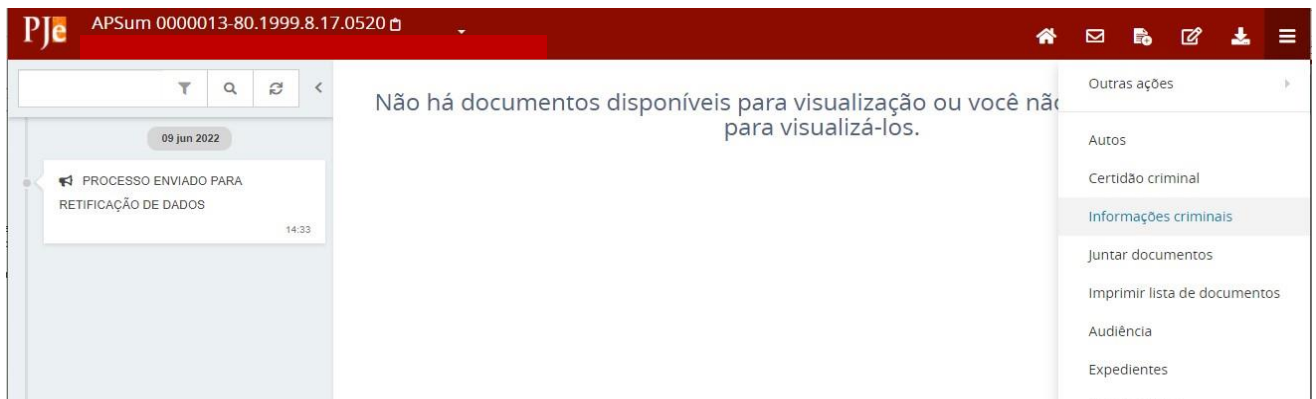 PJe APSum 0000013-80.1999.8.17.0520
Outras ações
Não há documentos disponíveis para visualização ou você não
para visualizá-los.
09 jun 2022
PROCESSO ENVIADO PARA
RETIFICAÇÃO DE DADOS
14:33
Autos
Certidão criminal
Informações criminais
Juntar documentos
Imprimir lista de documentos
Audiência
Expedientes